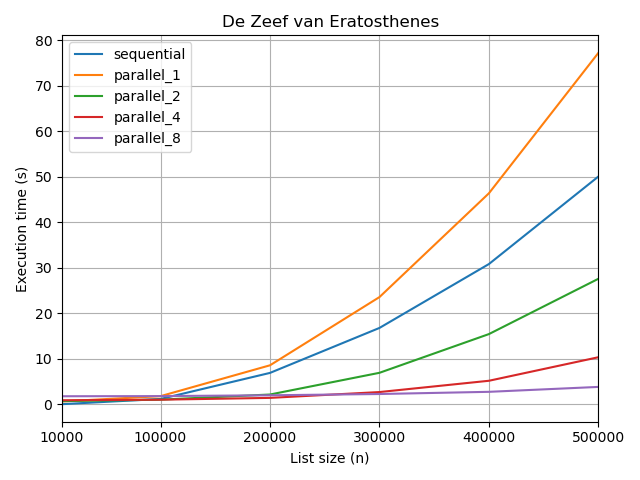 De Zeef van Eratosthenes
80
70
60
50
40
30
20
10
0
Execution time (s)
sequential
parallel_1
parallel_2
parallel_4
parallel_8
10000 100000 200000 300000 400000 500000
List size (n)